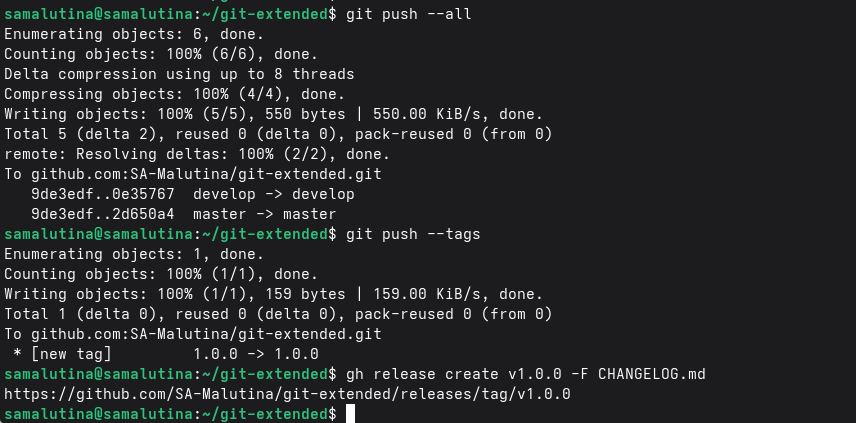 samalutina@samalutina:~/git-extended$ git push --all
Enumerating objects: 6, done.
Counting objects: 100% (6/6), done.
Delta compression using up to 8 threads
Compressing objects: 100% (4/4), done.
Writing objects: 100% (5/5), 550 bytes | 550.00 KiB/s, done.
Total 5 (delta 2), reused 0 (delta 0), pack-reused 0 (from 0)
remote: Resolving deltas: 100% (2/2), done.
To github.com:SA-Malutina/git-extended.git
   9de3edf..0e35767  develop -> develop
   9de3edf..2d650a4  master -> master
samalutina@samalutina:~/git-extended$ git push --tags
Enumerating objects: 1, done.
Counting objects: 100% (1/1), done.
Writing objects: 100% (1/1), 159 bytes | 159.00 KiB/s, done.
Total 1 (delta 0), reused 0 (delta 0), pack-reused 0 (from 0)
To github.com:SA-Malutina/git-extended.git
 * [new tag]         1.0.0 -> 1.0.0
samalutina@samalutina:~/git-extended$ gh release create v1.0.0 -F CHANGELOG.md
https://github.com/SA-Malutina/git-extended/releases/tag/v1.0.0
samalutina@samalutina:~/git-extended$